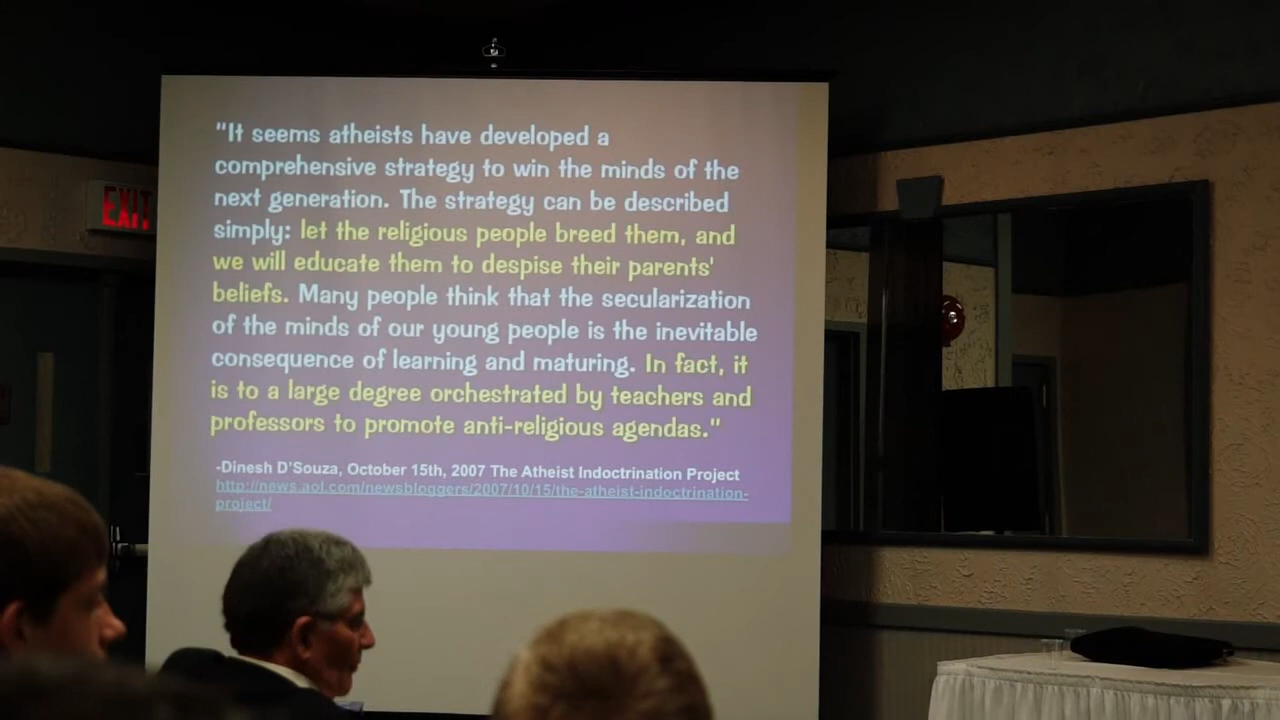 EXIT
"It seems atheists have developed a
comprehensive strategy to win the minds of the
next generation. The strategy can be described
simply: let the religious people breed them, and
we will educate them to despise their parents'
beliefs. Many people think that the secularization
of the minds of our young people is the inevitable
consequence of learning and maturing. In fact, it
is to a large degree orchestrated by teachers and
professors to promote anti-religious agendas."
-Dinesh D'Souza, October 15th, 2007 The Atheist Indoctrination Project
http://news.aol.com/newsbloggers/2007/10/15/the-atheist-indoctrination-
project/